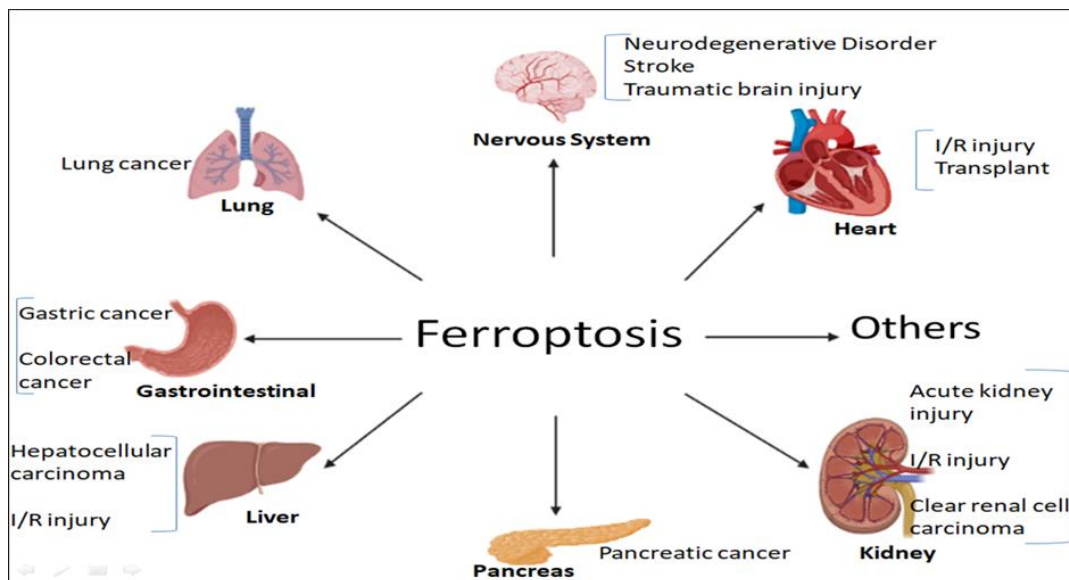 Neurodegenerative Disorder
Stroke
Traumatic brain injury
Nervous System
Lung cancer
Lung
I/R injury
Transplant
Heart
Gastric cancer
Colorectal
cancer
Gastrointestinal
Ferroptosis
Others
Hepatocellular
carcinoma
I/R injury
Liver
Pancreatic cancer
Pancreas
Acute kidney
injury
I/R injury
Clear renal cell
carcinoma
Kidney